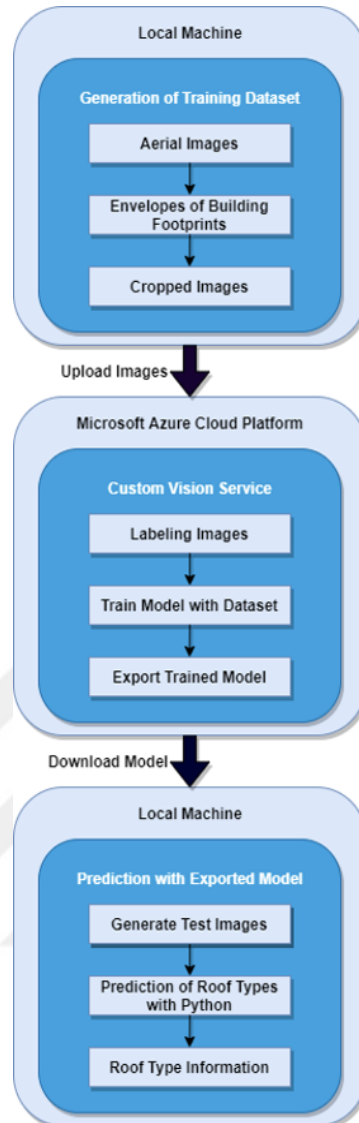 Local Machine
Generation of Training Dataset
Aerial Images
Envelopes of Building
Footprints
Cropped Images
Upload Images
Microsoft Azure Cloud Platform
Custom Vision Service
Labeling Images
Train Model with Dataset
Export Trained Model
Download Model
Local Machine
Prediction with Exported Model
Generate Test Images
Prediction of Roof Types
with Python
Roof Type Information